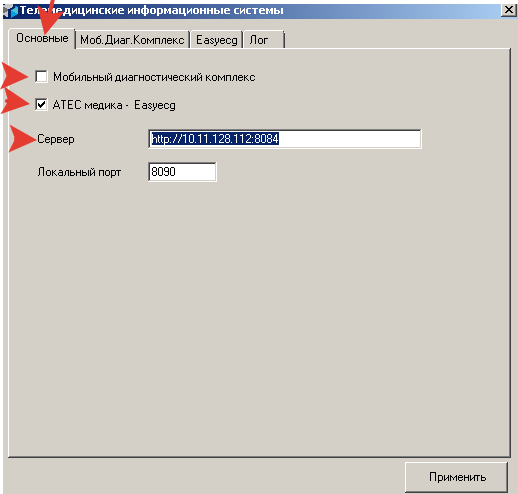 Телемедицинские информационные системы
Основные Моб.Диаг.Комплекс Easyecg Лог
Мобильный диагностический комплекс
АТЕС медика - Easyecg
Сервер http://10.11.128.112:8084
Локальный порт 8090
Применить